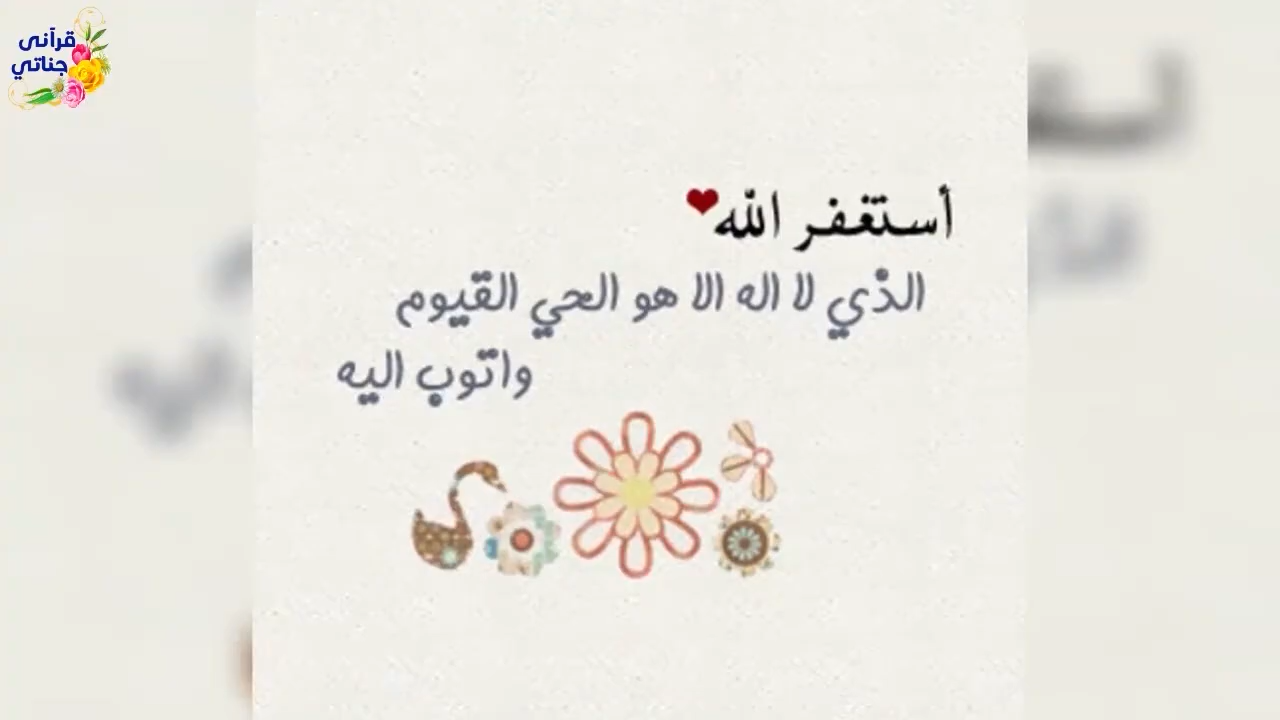 قرآنى
جناتي
أستغفر الله❤
الذي لا اله الا هو الحي القيوم
واتوب اليه